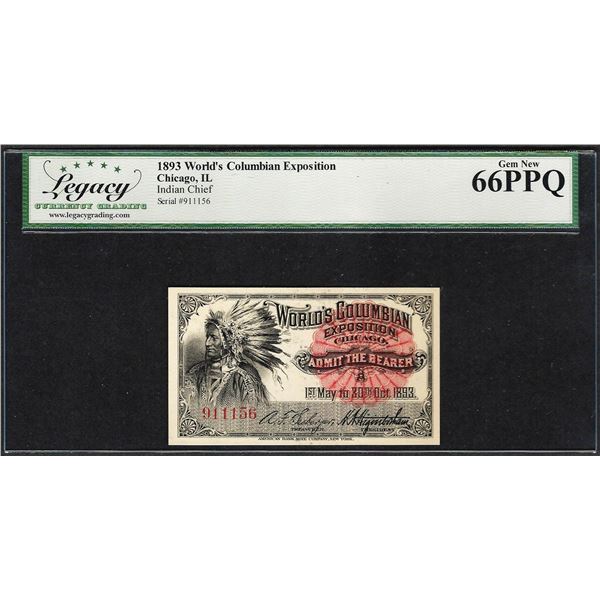 Legacy
CURRENCY GRADING
www.legacygrading.com
1893 World's Columbian Exposition
Chicago, IL
Indian Chief
Serial #911156
Gem New
66PPQ
WORLD'S COLUMBIAN
EXPOSITION
CHICAGO,
ADMIT THE BEARER
A
1ST May to 30TH Oct. 1893.
911156
TREASURER.
PRESIDENT
AMERICAN BANK NOTE COMPANY, NEW YORK.